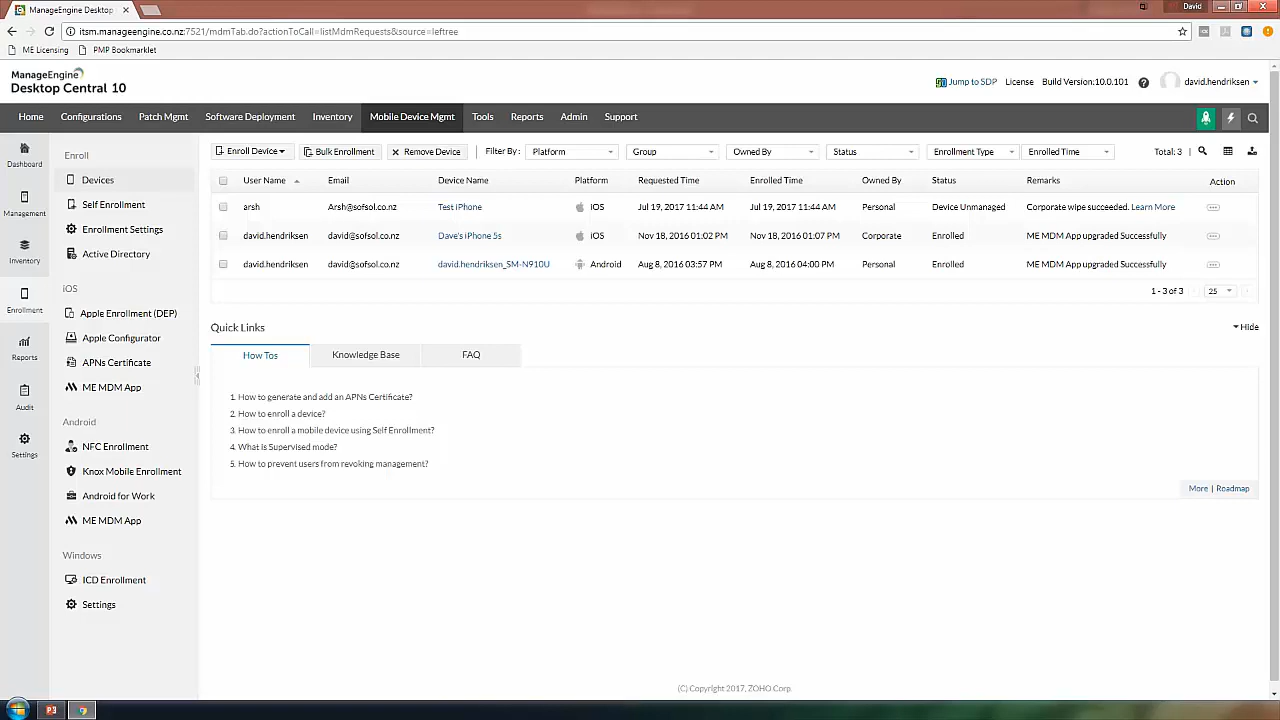 ManageEngine Desktop
David
itsm.manageengine.co.nz:7521/mdmTab.do?actionToCall=listMdmRequests&source=leftree
ME Licensing PMP Bookmarklet
ManageEngine
Desktop Central 10
Jump to SDP License Build Version:10.0.101 david.hendriksen
Home Configurations Patch Mgmt Software Deployment Inventory Mobile Device Mgmt Tools Reports Admin Support
Dashboard
Management
Inventory
Enrollment
Reports
Audit
Settings
Enroll
Devices
Self Enrollment
Enrollment Settings
Active Directory
iOS
Apple Enrollment (DEP)
Apple Configurator
APNs Certificate
ME MDM App
Android
NFC Enrollment
Knox Mobile Enrollment
Android for Work
ME MDM App
Windows
ICD Enrollment
Settings
Enroll Device Bulk Enrollment Remove Device Filter By : Platform Group Owned By Status Enrollment Type Enrolled Time Total: 3
User Name Email Device Name Platform Requested Time Enrolled Time Owned By Status Remarks Action
arsh Arsh@sofsol.co.nz Test iPhone iOS Jul 19, 2017 11:44 AM Jul 19, 2017 11:44 AM Personal Device Unmanaged Corporate wipe succeeded. Learn More
david.hendriksen david@sofsol.co.nz Dave's iPhone 5s iOS Nov 18, 2016 01:02 PM Nov 18, 2016 01:07 PM Corporate Enrolled ME MDM App upgraded Successfully
david.hendriksen david@sofsol.co.nz david.hendriksen_SM-N910U Android Aug 8, 2016 03:57 PM Aug 8, 2016 04:00 PM Personal Enrolled ME MDM App upgraded Successfully
1 - 3 of 3 25
Quick Links Hide
How Tos Knowledge Base FAQ
1. How to generate and add an APNs Certificate?
2. How to enroll a device?
3. How to enroll a mobile device using Self Enrollment?
4. What is Supervised mode?
5. How to prevent users from revoking management?
More | Roadmap
(C) Copyright 2017, ZOHO Corp.